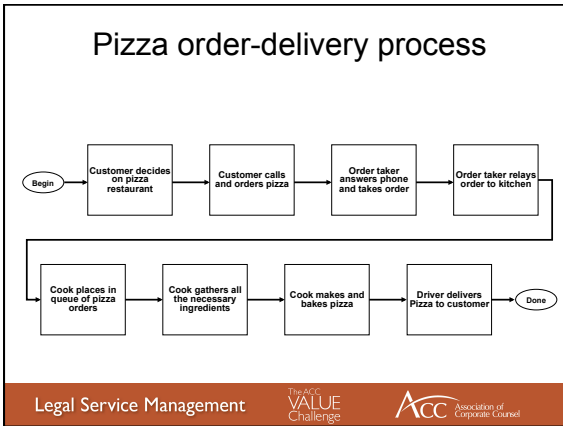 Pizza order-delivery process
Begin
Customer decides
on pizza
restaurant
Customer calls
and orders pizza
Order taker
answers phone
and takes order
Order taker relays
order to kitchen
Cook places in
queue of pizza
orders
Cook gathers all
the necessary
ingredients
Cook makes and
bakes pizza
Driver delivers
Pizza to customer
Done
Legal Service Management
The ACC
VALUE
Challenge
ACC
Association of
Corporate Counsel